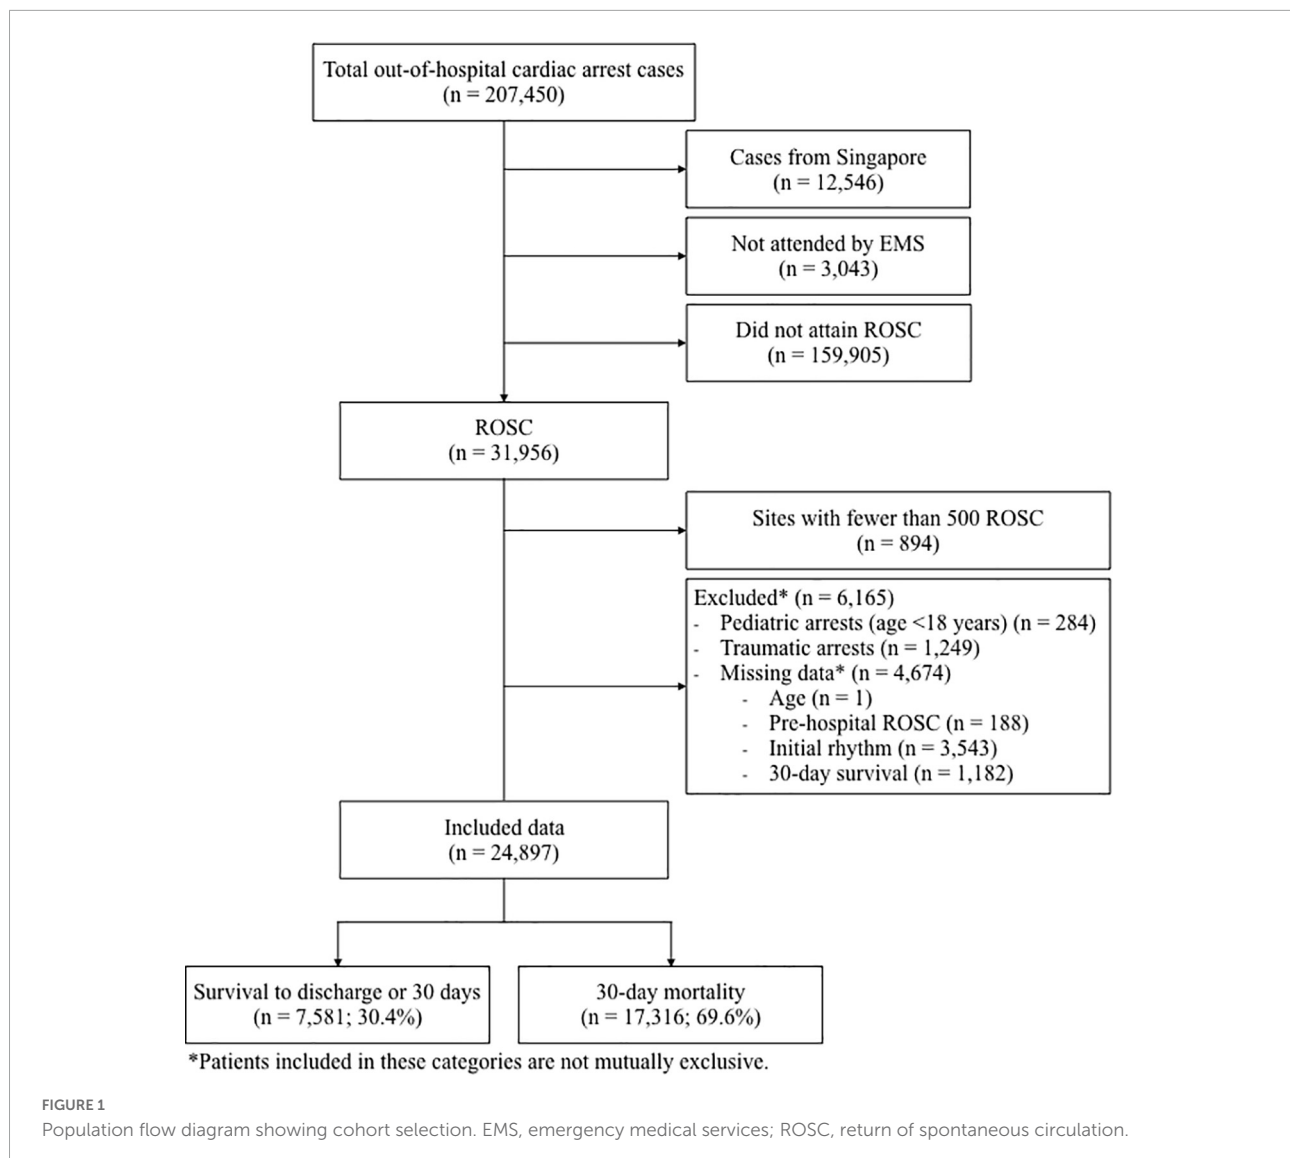 Total out-of-hospital cardiac arrest cases
(n = 207,450)
Cases from Singapore
(n = 12,546)
Not attended by EMS
(n = 3,043)
Did not attain ROSC
(n = 159,905)
ROSC
(n = 31,956)
Sites with fewer than 500 ROSC
(n = 894)
Excluded* (n = 6,165)
- Pediatric arrests (age <18 years) (n = 284)
- Traumatic arrests (n = 1,249)
- Missing data* (n = 4,674)
- Age (n = 1)
- Pre-hospital ROSC (n = 188)
- Initial rhythm (n = 3,543)
- 30-day survival (n = 1,182)
Included data
(n = 24,897)
Survival to discharge or 30 days
(n = 7,581; 30.4%)
30-day mortality
(n = 17,316; 69.6%)
*Patients included in these categories are not mutually exclusive.
FIGURE 1
Population flow diagram showing cohort selection. EMS, emergency medical services; ROSC, return of spontaneous circulation.